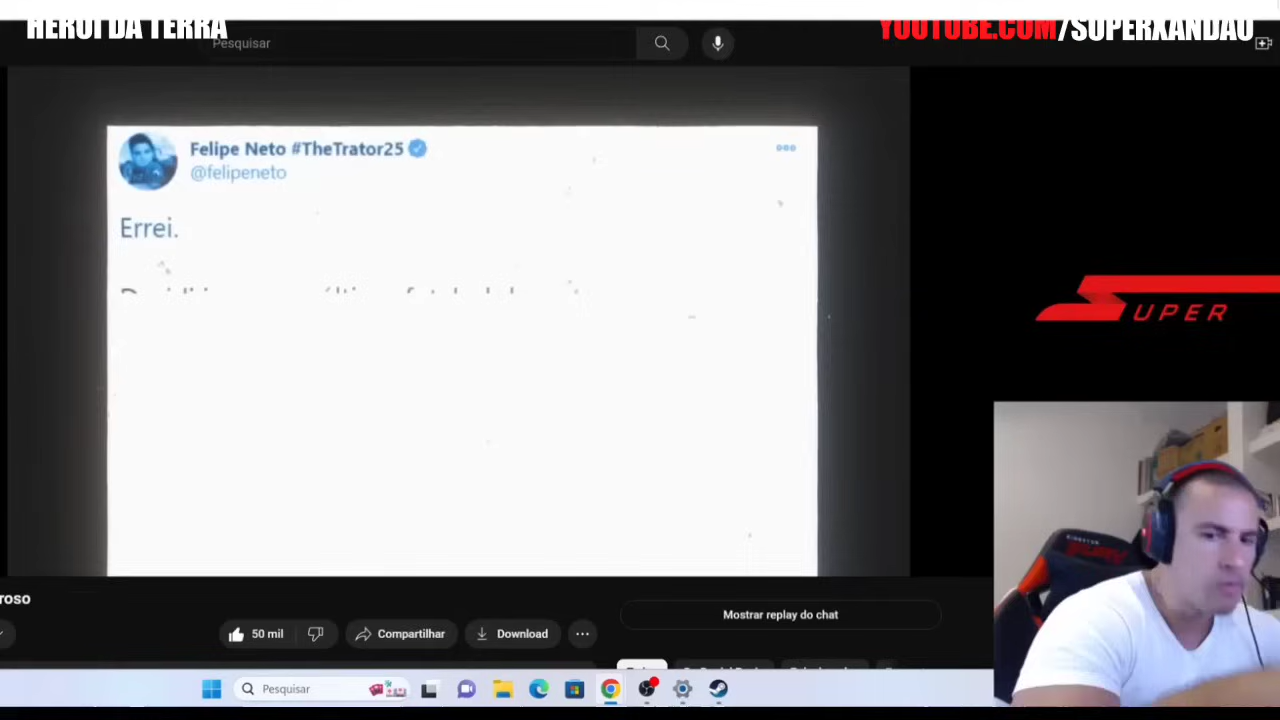 HEROI DA TERRA
YOUTUBE.COM/SUPERXANDAO
Pesquisar
Felipe Neto #TheTrator25
@felipeneto
Errei.
SUPER
roso
50 mil
Compartilhar
Download
Mostrar replay do chat
Pesquisar